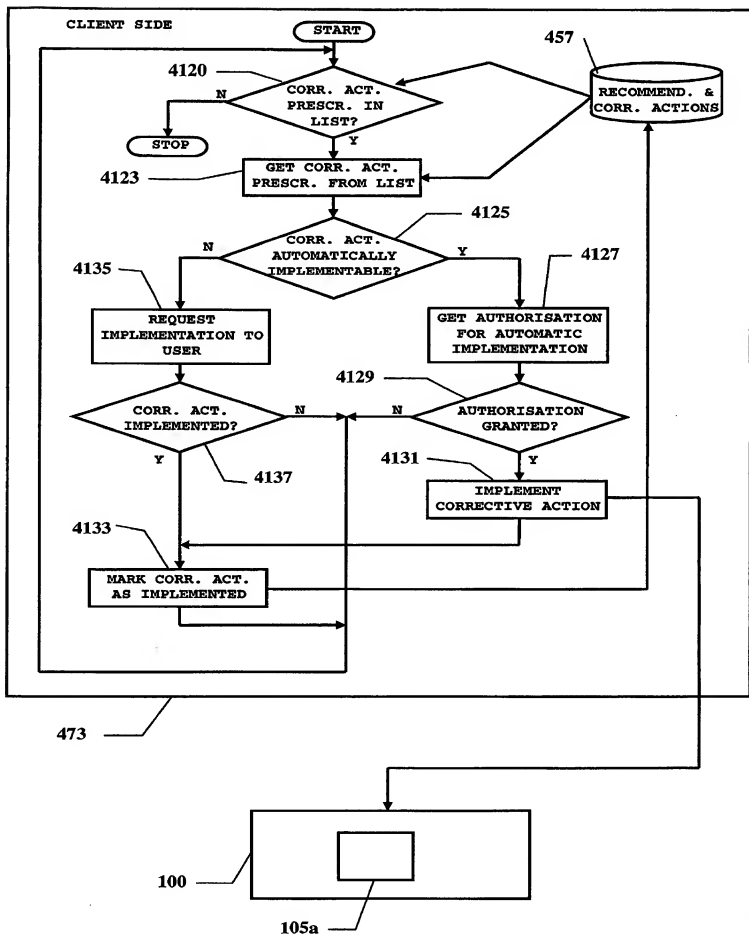 CLIENT SIDE
START
457
4120
CORR. ACT.
PRESCR. IN
LIST?
N
RECOMMEND. &
CORR. ACTIONS
STOP
Y
4123
GET CORR. ACT.
PRESCR. FROM LIST
4125
N
CORR. ACT.
AUTOMATICALLY
IMPLEMENTABLE?
Y
4135
4127
REQUEST
IMPLEMENTATION TO
USER
GET AUTHORISATION
FOR AUTOMATIC
IMPLEMENTATION
4129
CORR. ACT.
IMPLEMENTED?
N
N
AUTHORISATION
GRANTED?
Y
4137
Y
4131
IMPLEMENT
CORRECTIVE ACTION
4133
MARK CORR. ACT.
AS IMPLEMENTED
473
100
105a